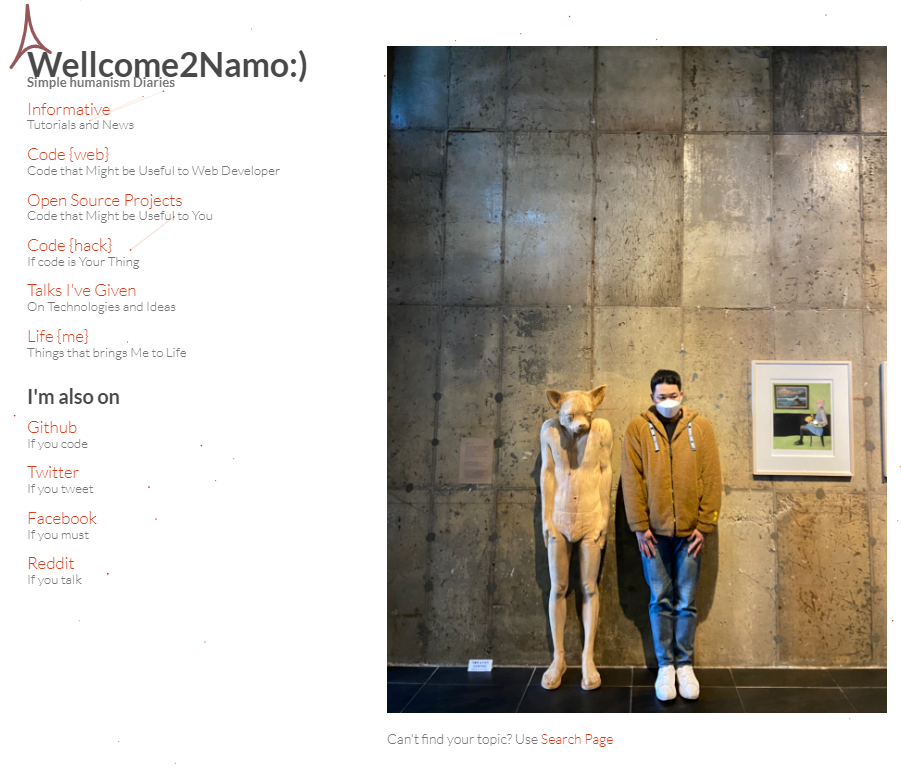 Wellcome2Namo:)
Simple humanism Diaries
Informative
Tutorials and News
Code {web}
Code that Might be Useful to Web Developer
Open Source Projects
Code that Might be Useful to You
Code {hack}
If code is Your Thing
Talks I've Given
On Technologies and Ideas
Life {me}
Things that brings Me to Life
I'm also on
Github
If you code
Twitter
If you tweet
Facebook
If you must
Reddit
If you talk
Can't find your topic? Use Search Page